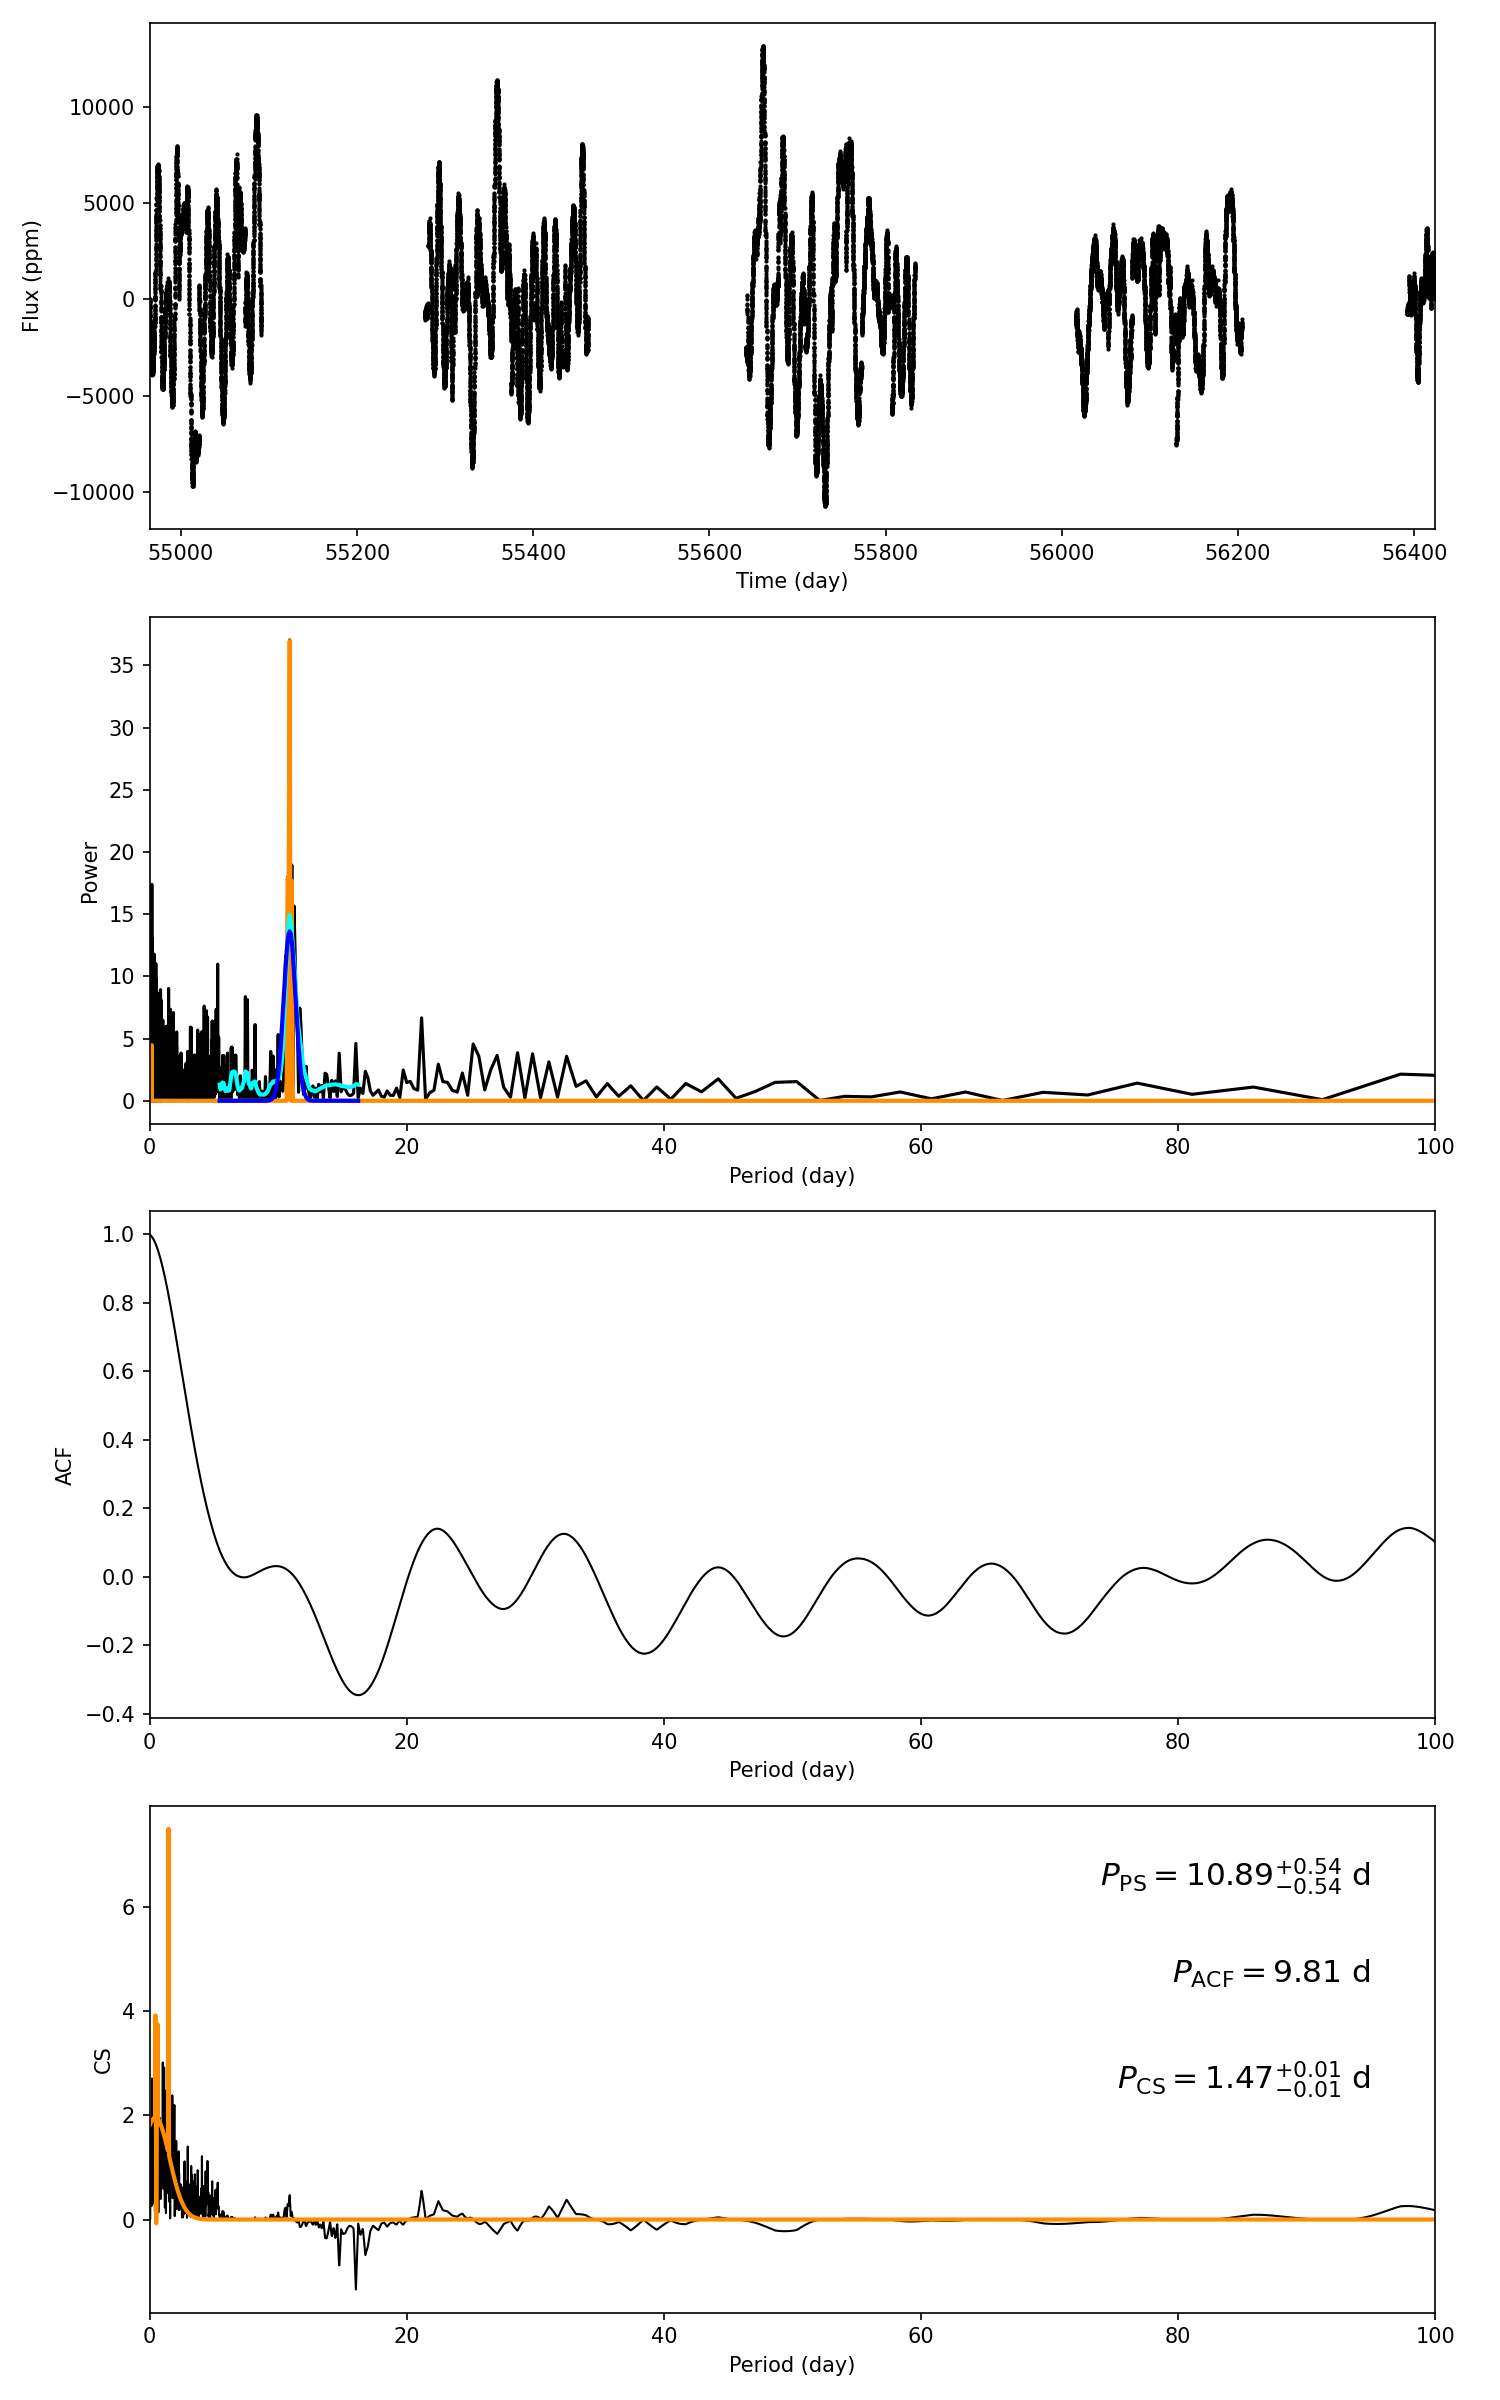 10000
5000
0
−5000
−10000
Flux (ppm)
55000 55200 55400 55600 55800 56000 56200 56400
Time (day)
35
30
25
20
15
10
5
0
Power
0 20 40 60 80 100
Period (day)
1.0
0.8
0.6
0.4
0.2
0.0
−0.2
−0.4
ACF
0 20 40 60 80 100
Period (day)
6
4
2
0
CS
P_PS = 10.89 +0.54 −0.54 d
P_ACF = 9.81 d
P_CS = 1.47 +0.01 −0.01 d
0 20 40 60 80 100
Period (day)